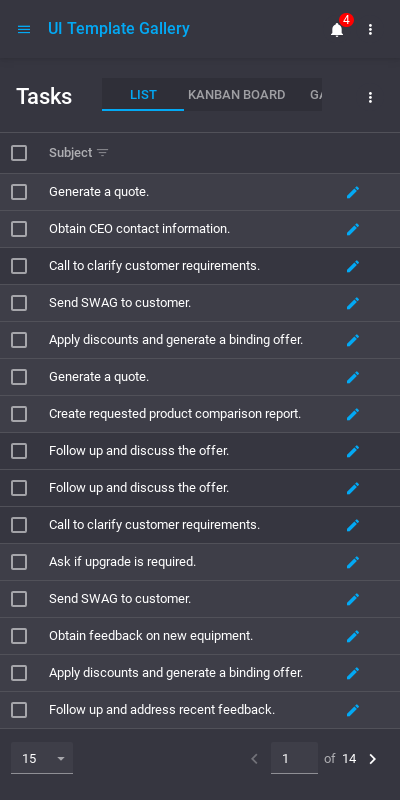 UI Template Gallery
4
Tasks
LIST
KANBAN BOARD
GA
Subject
Generate a quote.
Obtain CEO contact information.
Call to clarify customer requirements.
Send SWAG to customer.
Apply discounts and generate a binding offer.
Generate a quote.
Create requested product comparison report.
Follow up and discuss the offer.
Follow up and discuss the offer.
Call to clarify customer requirements.
Ask if upgrade is required.
Send SWAG to customer.
Obtain feedback on new equipment.
Apply discounts and generate a binding offer.
Follow up and address recent feedback.
15
1 of 14